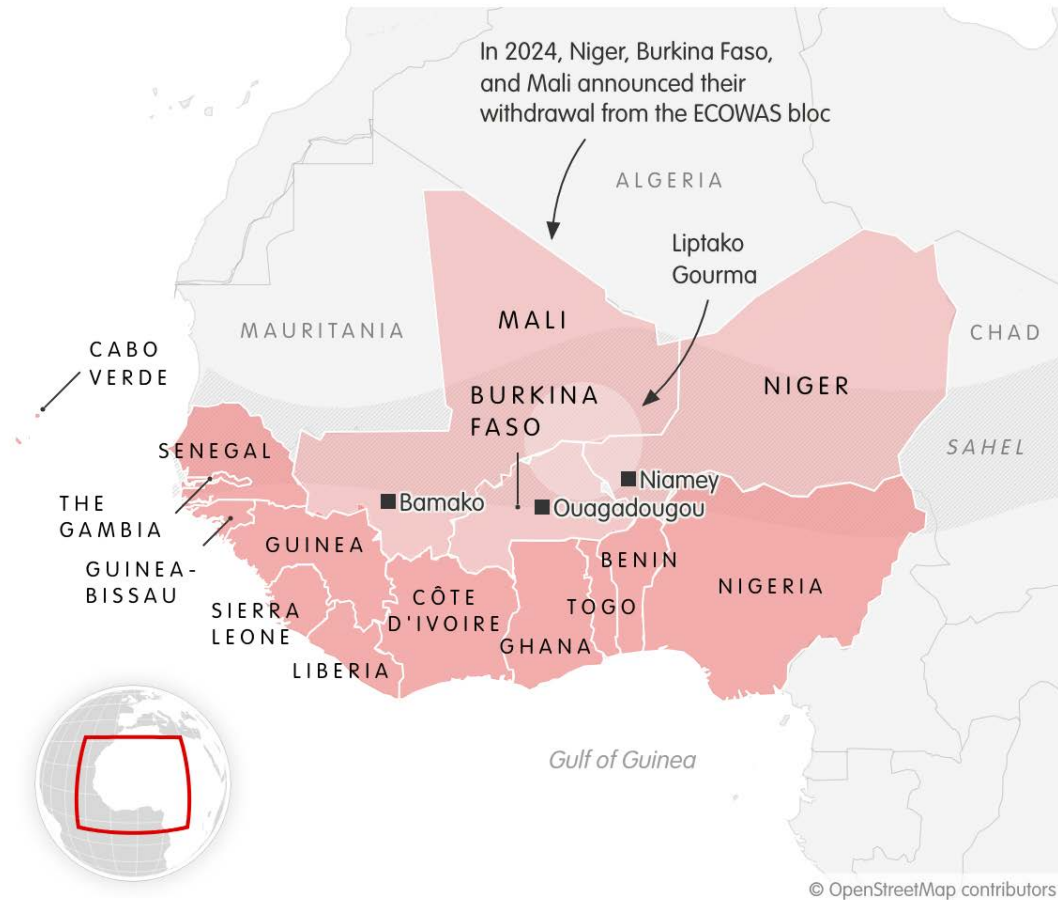 In 2024, Niger, Burkina Faso,
and Mali announced their
withdrawal from the ECOWAS bloc
ALGERIA
Liptako
Gourma
MAURITANIA
MALI
CHAD
CABO
VERDE
BURKINA
FASO
NIGER
SENEGAL
SAHEL
Niamey
Bamako
Ouagadougou
THE
GAMBIA
GUINEA
BENIN
GUINEA-
BISSAU
NIGERIA
SIERRA
LEONE
CÔTE
D'IVOIRE
TOGO
GHANA
LIBERIA
Gulf of Guinea
© OpenStreetMap contributors